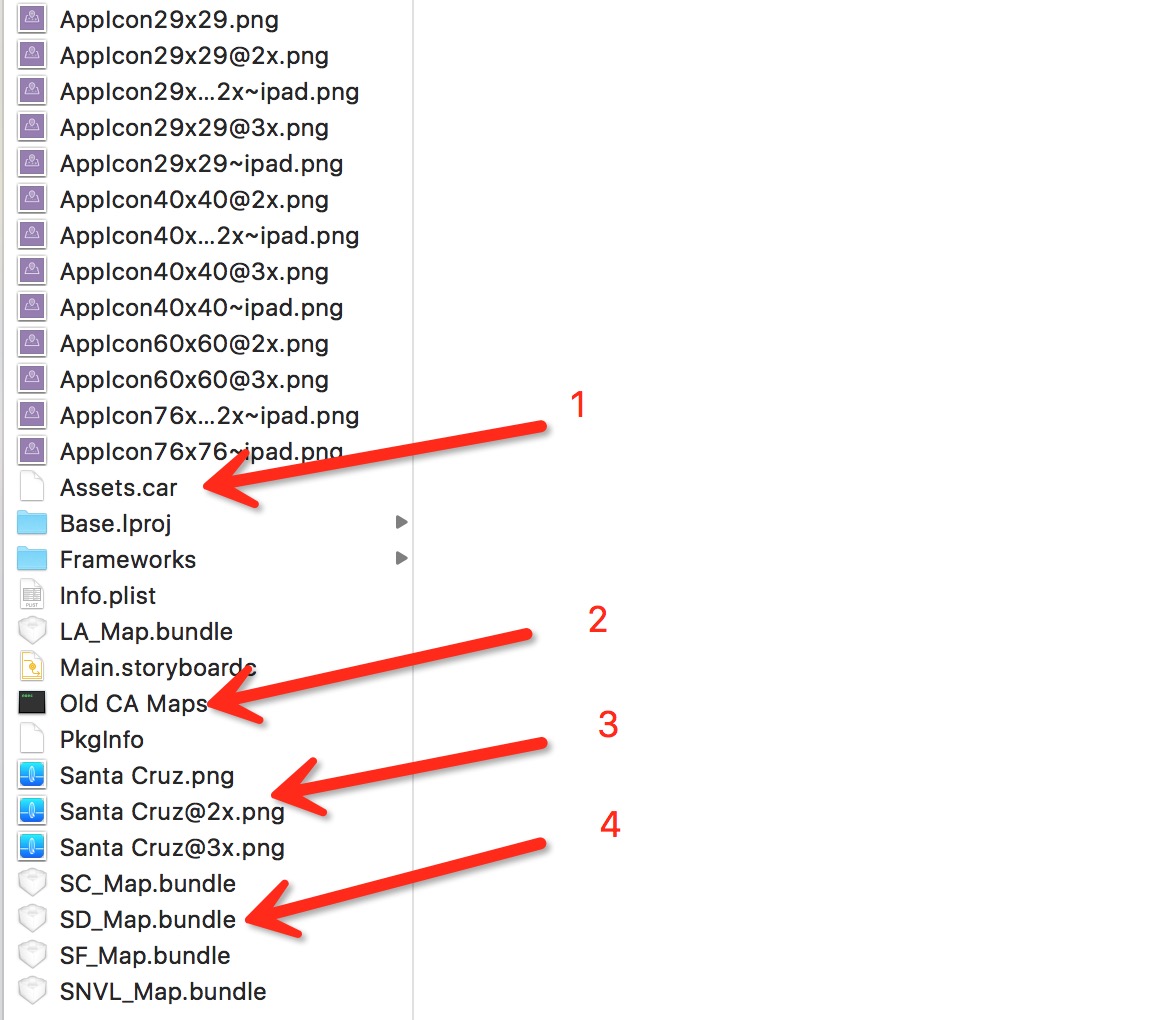 AppIcon29x29.png
AppIcon29x29@2x.png
AppIcon29x...2x~ipad.png
AppIcon29x29@3x.png
AppIcon29x29~ipad.png
AppIcon40x40@2x.png
AppIcon40x...2x~ipad.png
AppIcon40x40@3x.png
AppIcon40x40~ipad.png
AppIcon60x60@2x.png
AppIcon60x60@3x.png
AppIcon76x...2x~ipad.png
1
AppIcon76x76~ipad.png
Assets.car
Base.lproj
Frameworks
Info.plist
2
LA_Map.bundle
Main.storyboardc
Old CA Maps
3
PkgInfo
Santa Cruz.png
Santa Cruz@2x.png
4
Santa Cruz@3x.png
SC_Map.bundle
SD_Map.bundle
SF_Map.bundle
SNVL_Map.bundle